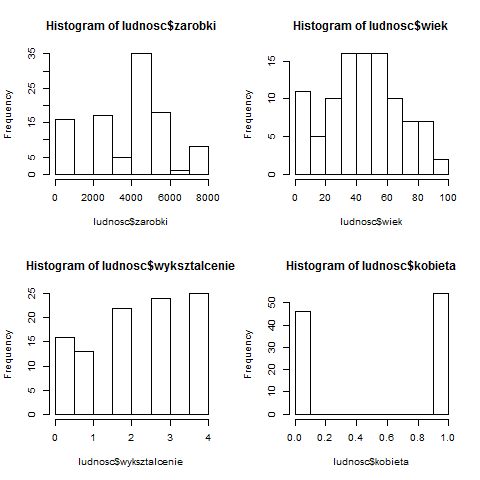 Histogram of ludnosc$zarobki
Frequency
0 5 15 25 35
0 2000 4000 6000 8000
ludnosc$zarobki
Histogram of ludnosc$wiek
Frequency
0 5 10 15
0 20 40 60 80 100
ludnosc$wiek
Histogram of ludnosc$wyksztalcenie
Frequency
0 5 10 15 20 25
0 1 2 3 4
ludnosc$wyksztalcenie
Histogram of ludnosc$kobieta
Frequency
0 10 20 30 40 50
0.0 0.2 0.4 0.6 0.8 1.0
ludnosc$kobieta